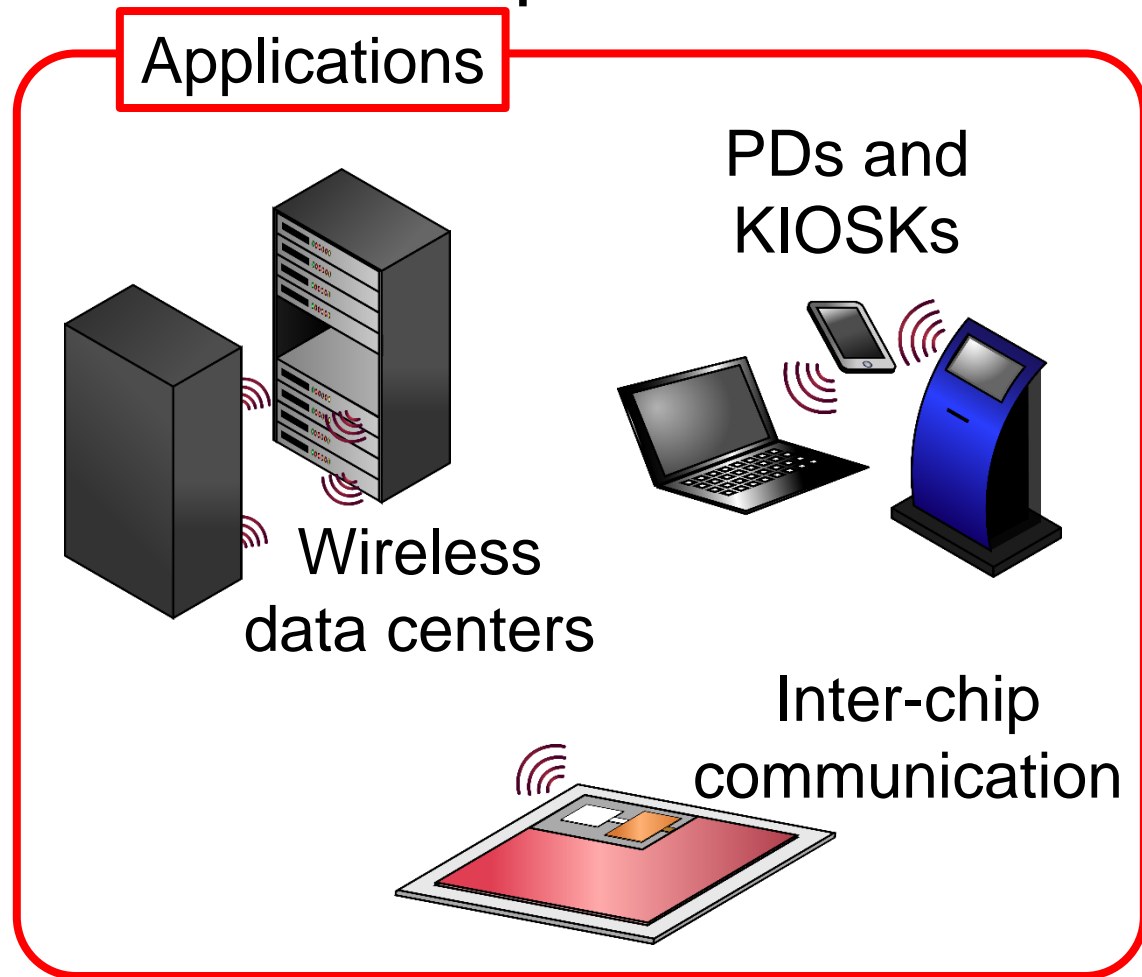 Applications
PDs and
KIOSKs
Wireless
data centers
Inter-chip
communication